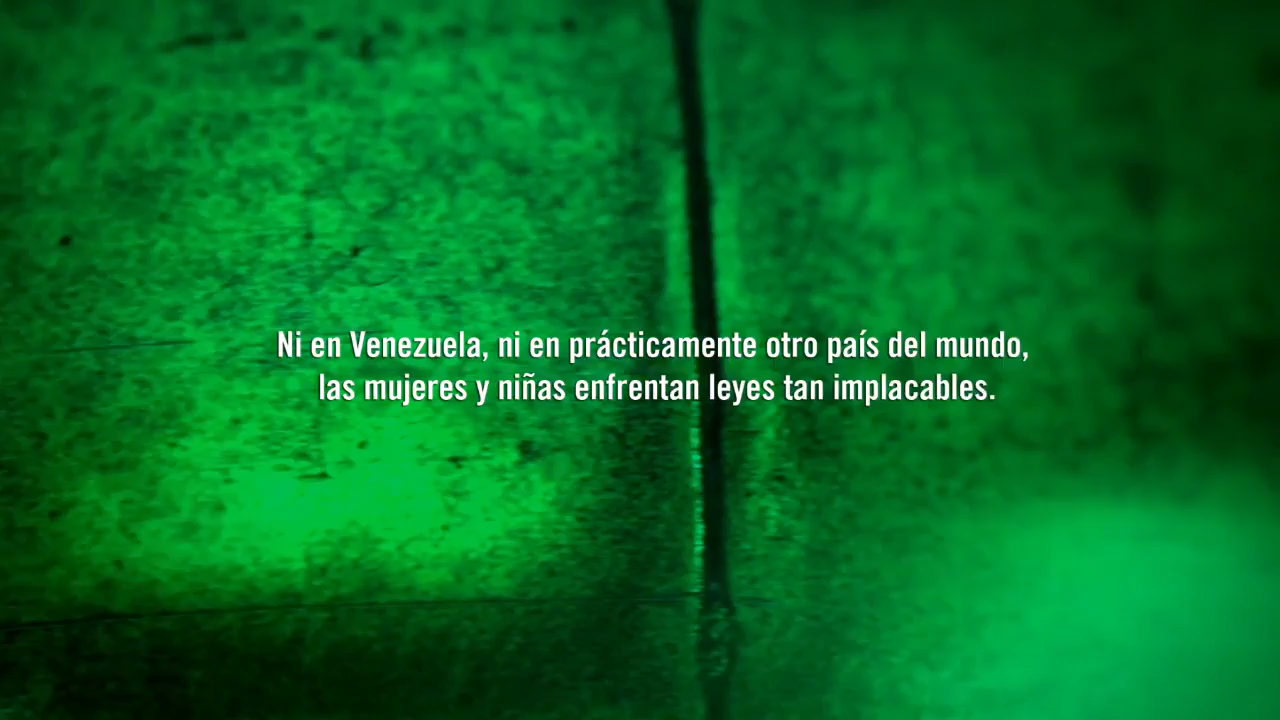 Ni en Venezuela, ni en prácticamente otro país del mundo,
las mujeres y niñas enfrentan leyes tan implacables.